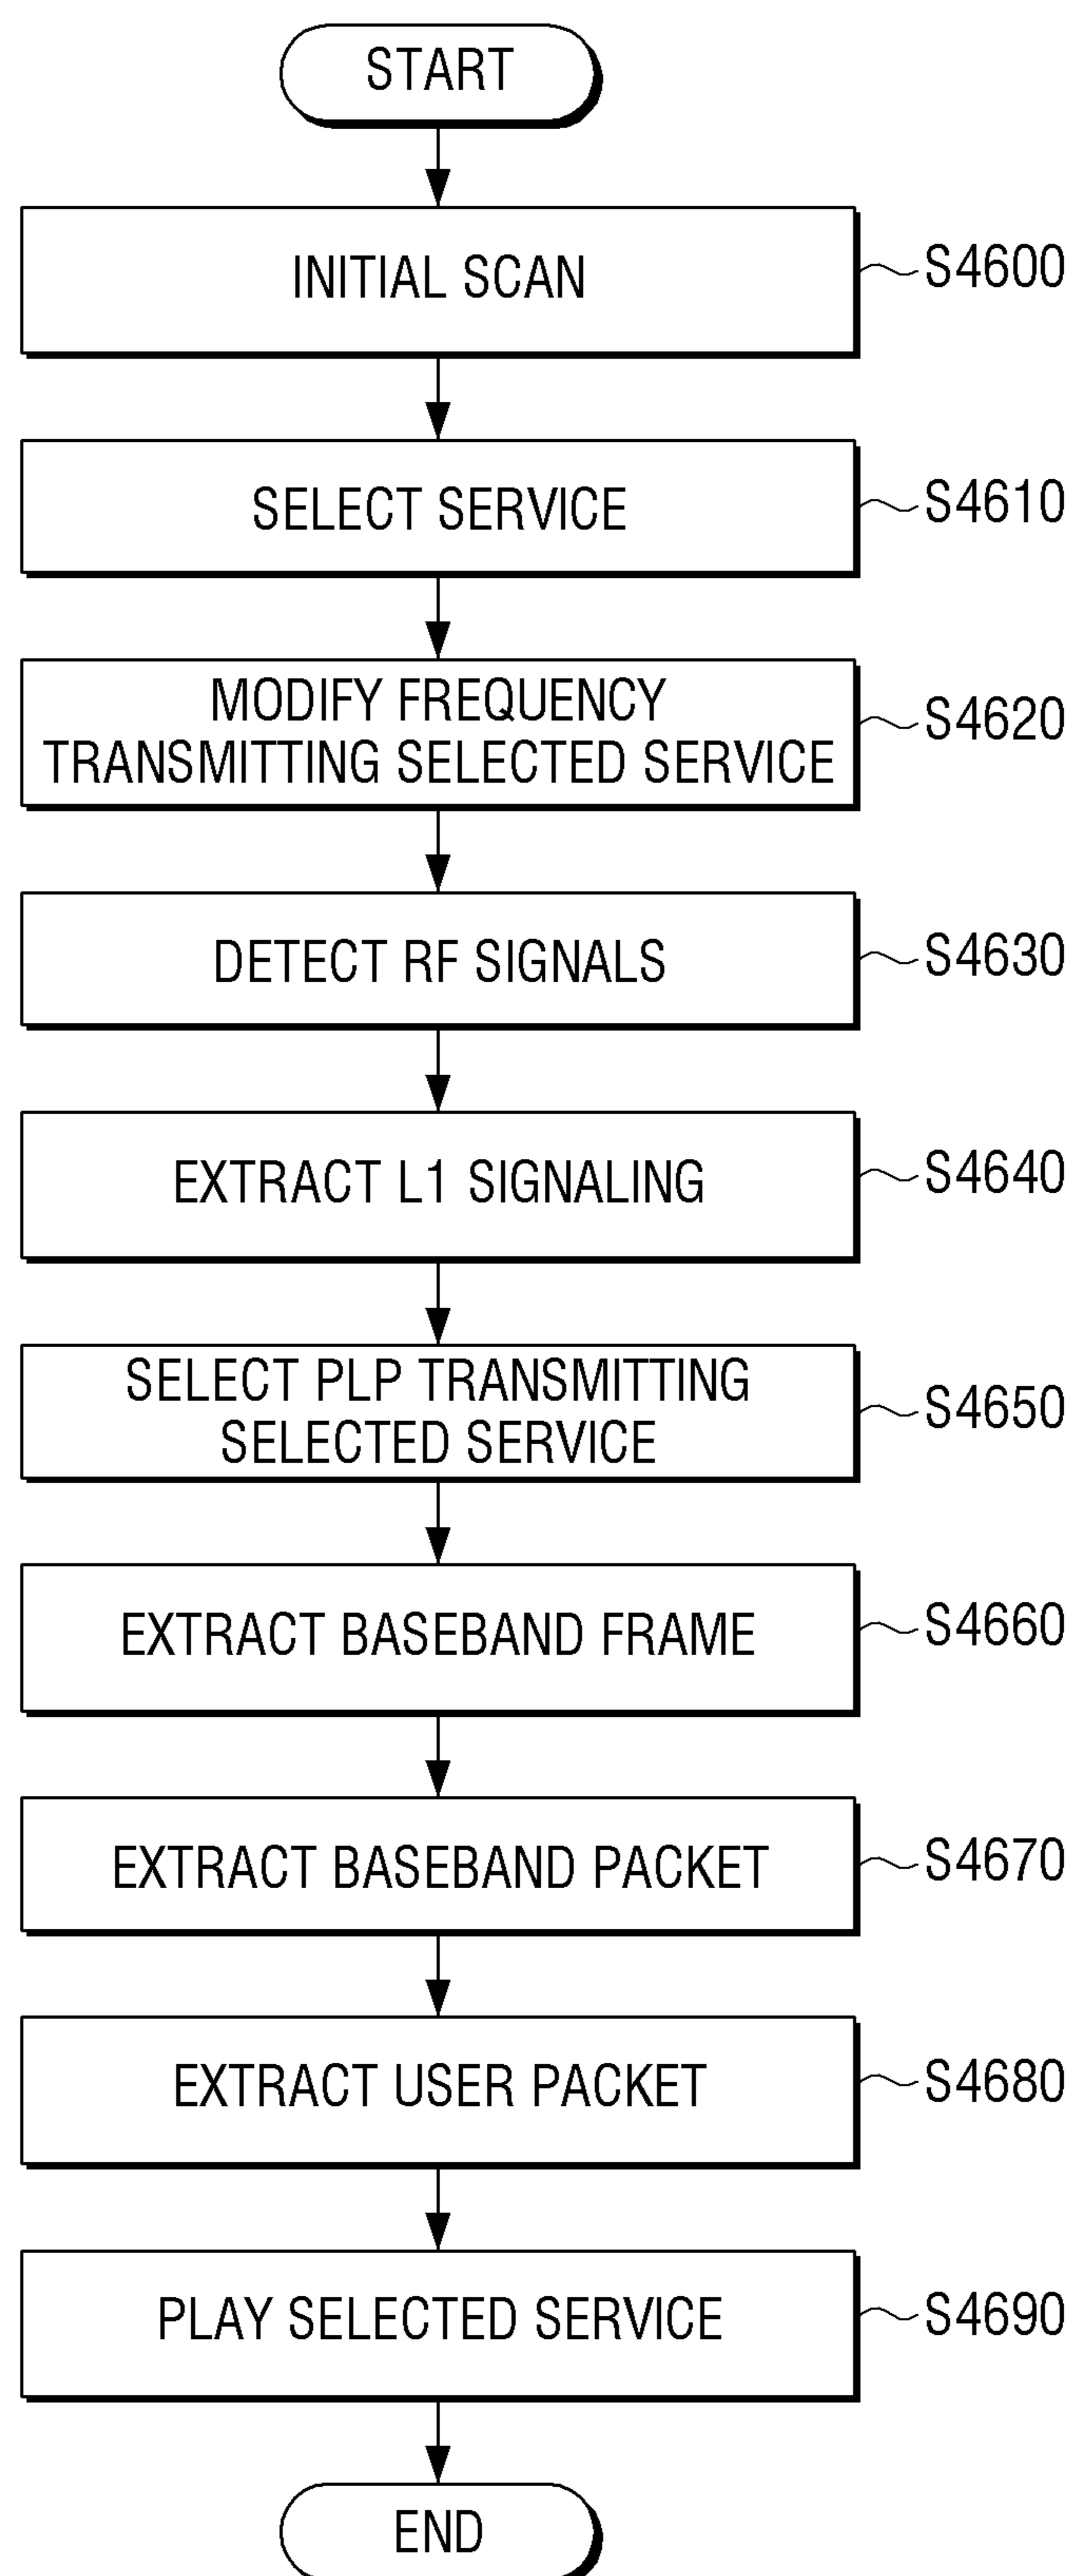 START
INITIAL SCAN
S4600
SELECT SERVICE
S4610
MODIFY FREQUENCY
TRANSMITTING SELECTED SERVICE
S4620
DETECT RF SIGNALS
S4630
EXTRACT L1 SIGNALING
S4640
SELECT PLP TRANSMITTING
SELECTED SERVICE
S4650
EXTRACT BASEBAND FRAME
S4660
EXTRACT BASEBAND PACKET
S4670
EXTRACT USER PACKET
S4680
PLAY SELECTED SERVICE
S4690
END